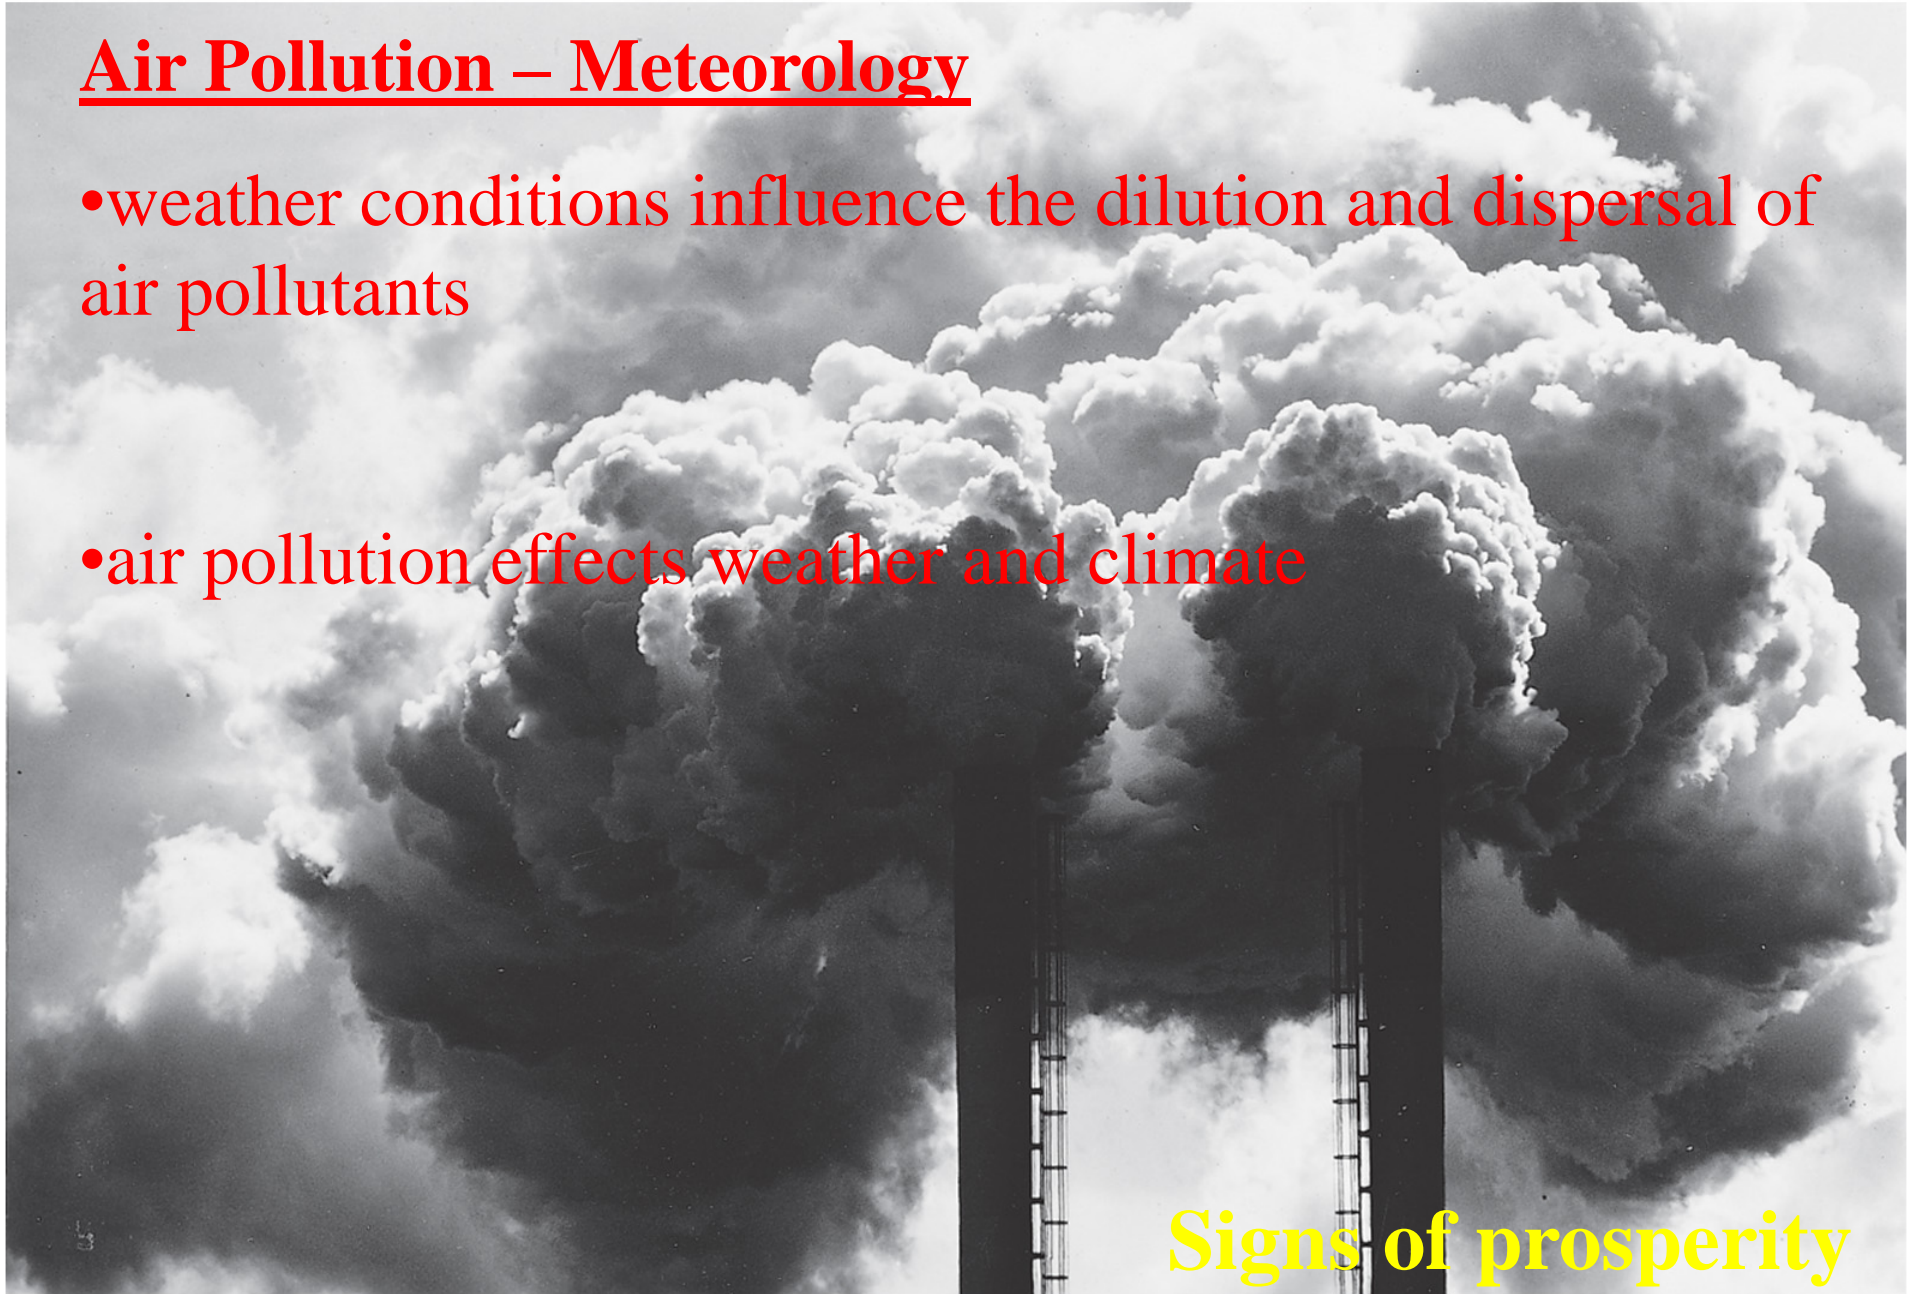 Air Pollution – Meteorology
•weather conditions influence the dilution and dispersal of
air pollutants
•air pollution effects weather and climate
Signs of prosperity